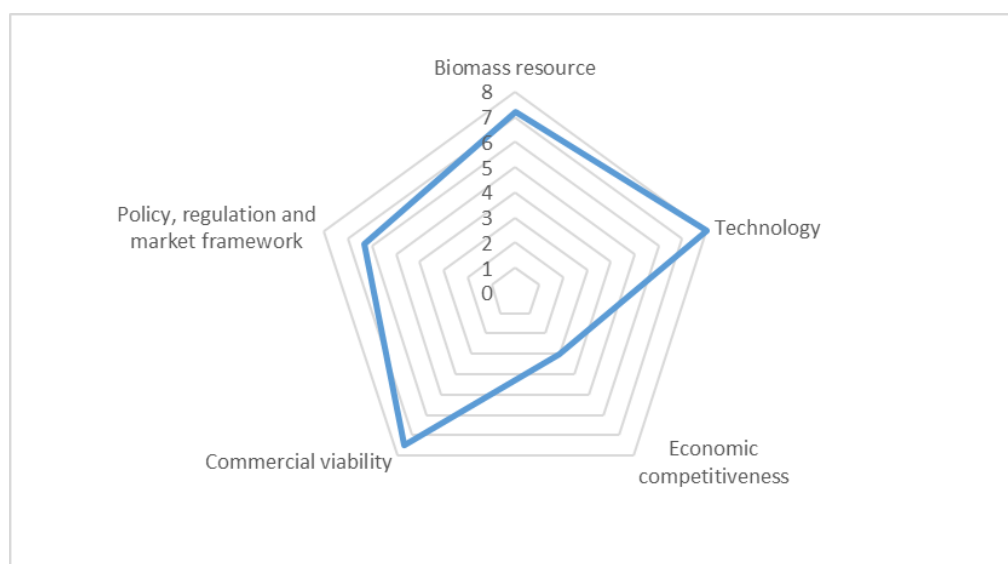 Biomass resource
8
7
6
5
4
3
2
1
0
Technology
Economic
competitiveness
Commercial viability
Policy, regulation and
market framework